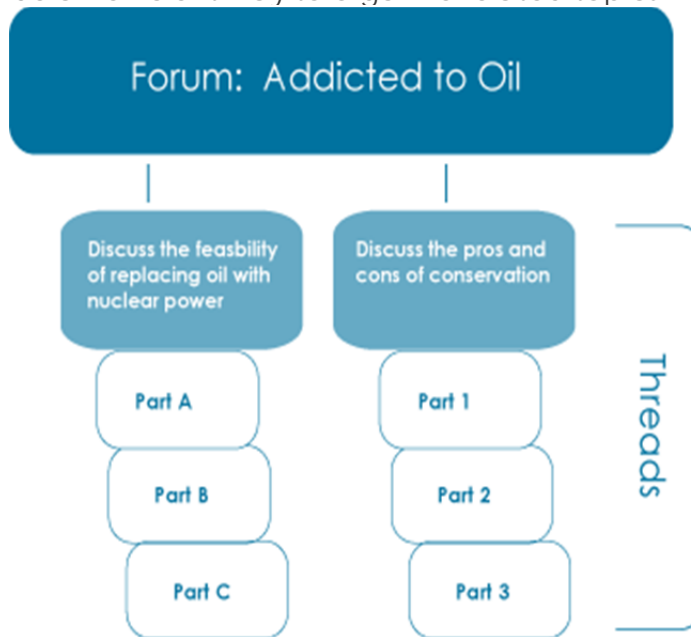 Forum: Addicted to Oil
Discuss the feasbility
of replacing oil with
nuclear power
Discuss the pros and
cons of conservation
Part A
Part 1
Part B
Part 2
Part C
Part 3
Threads